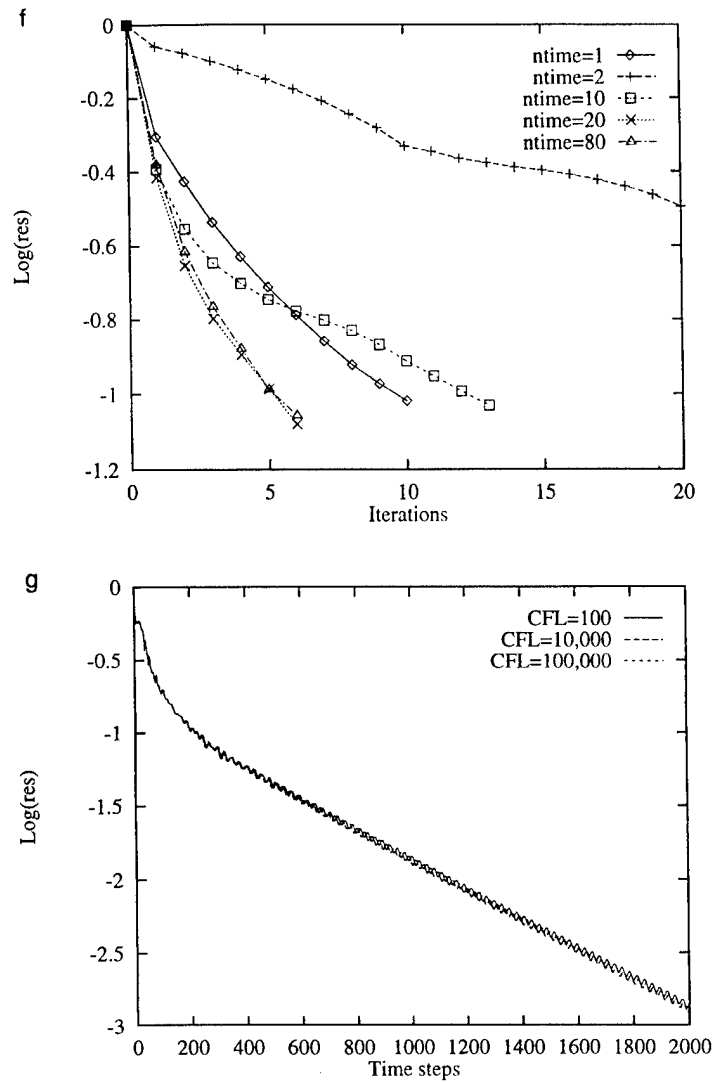 f
0
-0.2
-0.4
-0.6
-0.8
-1
-1.2
Log(res)
ntime=1
ntime=2
ntime=10
ntime=20
ntime=80
0 5 10 15 20
Iterations
g
0
-0.5
-1
-1.5
-2
-2.5
-3
Log(res)
CFL=100
CFL=10,000
CFL=100,000
0 200 400 600 800 1000 1200 1400 1600 1800 2000
Time steps